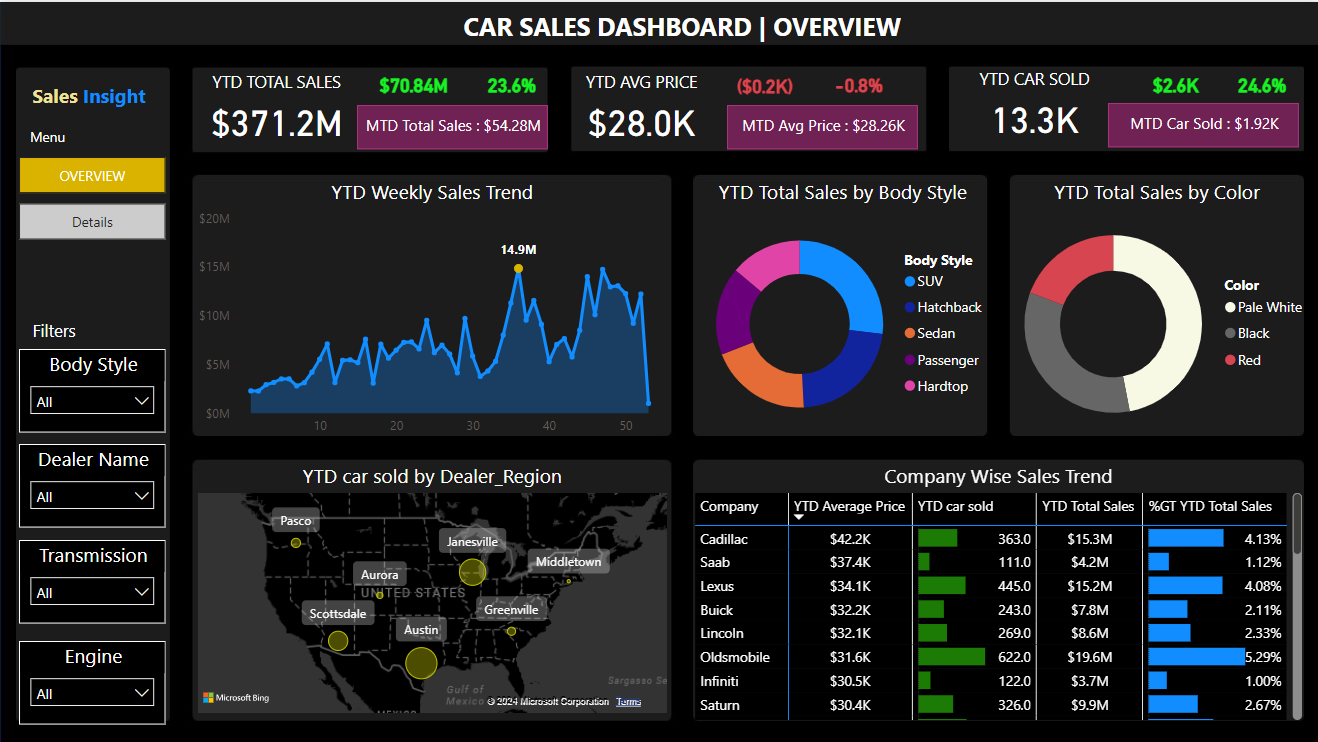 CAR SALES DASHBOARD | OVERVIEW
Sales Insight
Menu
OVERVIEW
Details
Filters
Body Style
All
Dealer Name
All
Transmission
All
Engine
All
YTD TOTAL SALES
$70.84M 23.6%
$371.2M
MTD Total Sales : $54.28M
YTD AVG PRICE
($0.2K) -0.8%
$28.0K
MTD Avg Price : $28.26K
YTD CAR SOLD
$2.6K 24.6%
13.3K
MTD Car Sold : $1.92K
YTD Weekly Sales Trend
$20M
$15M
$10M
$5M
$0M
14.9M
10 20 30 40 50
YTD Total Sales by Body Style
Body Style
SUV
Hatchback
Sedan
Passenger
Hardtop
YTD Total Sales by Color
Color
Pale White
Black
Red
YTD car sold by Dealer_Region
Pasco
Janesville
Middletown
Aurora
UNITED STATES
Scottsdale
Greenville
Austin
Gulf of
Mexico
Sargasso Se
MEXICO
Microsoft Bing
© 2024 Microsoft Corporation Terms
Company Wise Sales Trend
Company YTD Average Price YTD car sold YTD Total Sales %GT YTD Total Sales
Cadillac $42.2K 363.0 $15.3M 4.13%
Saab $37.4K 111.0 $4.2M 1.12%
Lexus $34.1K 445.0 $15.2M 4.08%
Buick $32.2K 243.0 $7.8M 2.11%
Lincoln $32.1K 269.0 $8.6M 2.33%
Oldsmobile $31.6K 622.0 $19.6M 5.29%
Infiniti $30.5K 122.0 $3.7M 1.00%
Saturn $30.4K 326.0 $9.9M 2.67%